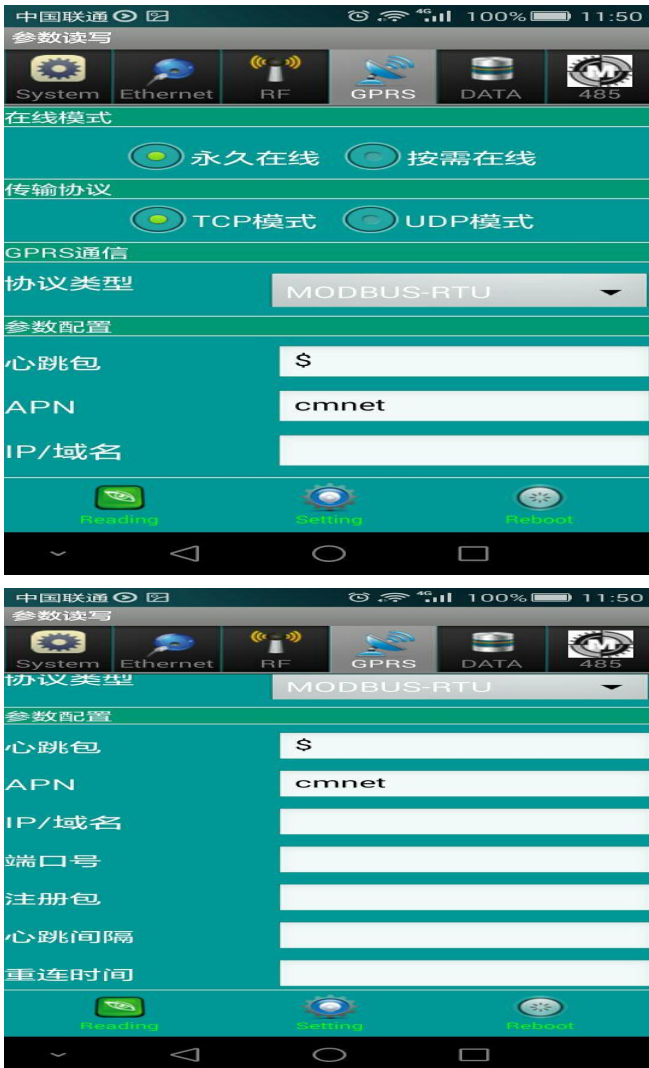 中国联通 4G 100% 11:50
参数读写
System Ethernet RF GPRS DATA 485
在线模式
永久在线 按需在线
传输协议
TCP模式 UDP模式
GPRS通信
协议类型 MODBUS-RTU
参数配置
心跳包 $
APN cmnet
IP/域名
Reading Setting Reboot
中国联通 4G 100% 11:50
参数读写
System Ethernet RF GPRS DATA 485
协议类型 MODBUS-RTU
参数配置
心跳包 $
APN cmnet
IP/域名
端口号
注册包
心跳间隔
重连时间
Reading Setting Reboot